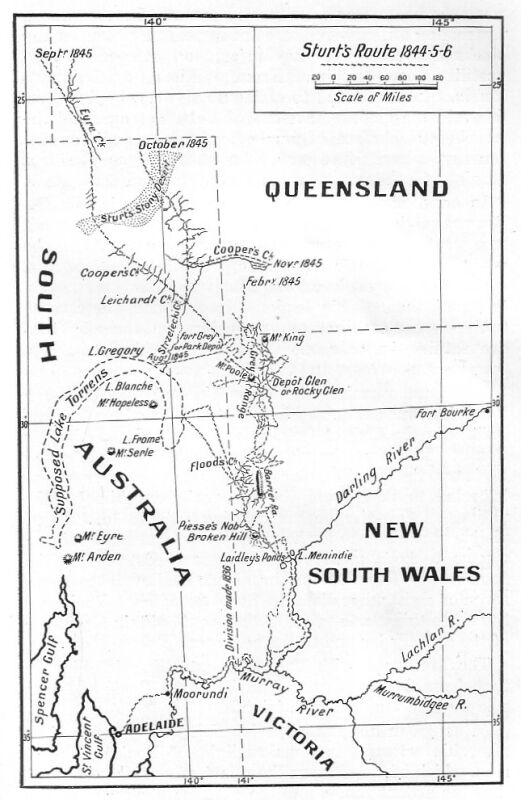 140°
145°
Septr 1845
Sturt's Route 1844-5-6
20 0 20 40 60 80 100 120
Scale of Miles
25
25
Eyre Ck
October 1845
QUEENSLAND
Sturt's Stony Desert
Cooper's Ck
Novr 1845
Cooper's Ck
Febry 1845
Leichardt Ck
SOUTH
Strzelecki Ck
Fort Grey
or Park Depôt
Augt 1845
Mt King
L. Gregory
Mt Poole
Grey Range
Depôt Glen
or Rocky Glen
L. Blanche
Mt Hopeless
30
30
Fort Bourke
Supposed Lake Torrens
L. Frome
Mt Serle
AUSTRALIA
Floods Ck
Barrier Ra.
Darling River
Piesse's Nob
Broken Hill
NEW
SOUTH WALES
Mt Eyre
Mt Arden
Laidley's Ponds
L. Menindie
Division made 1836
Lachlan R.
Spencer Gulf
Murray
River
Murrumbidgee R.
Moorundi
ADELAIDE
St Vincent
Gulf
VICTORIA
35
35
140°
141°
145°